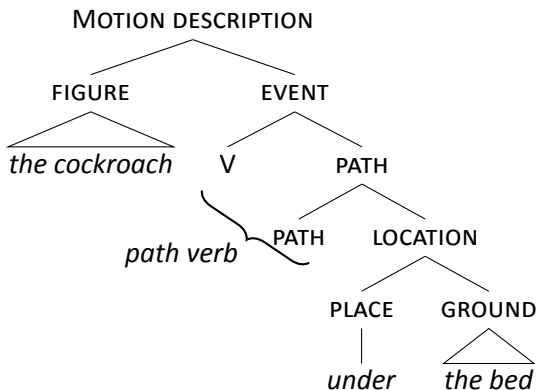 MOTION DESCRIPTION
FIGURE EVENT
the cockroach V PATH
path verb PATH LOCATION
PLACE GROUND
under the bed